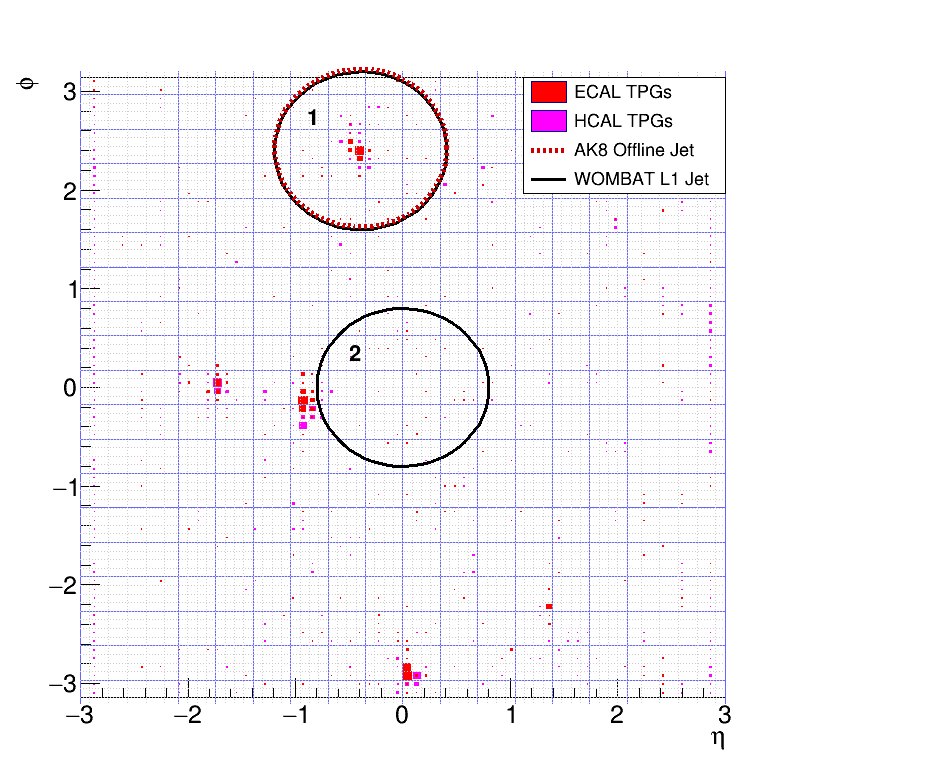 φ
3
2
1
0
−1
−2
−3
−3 −2 −1 0 1 2 3
η
ECAL TPGs
HCAL TPGs
AK8 Offline Jet
WOMBAT L1 Jet
1
2